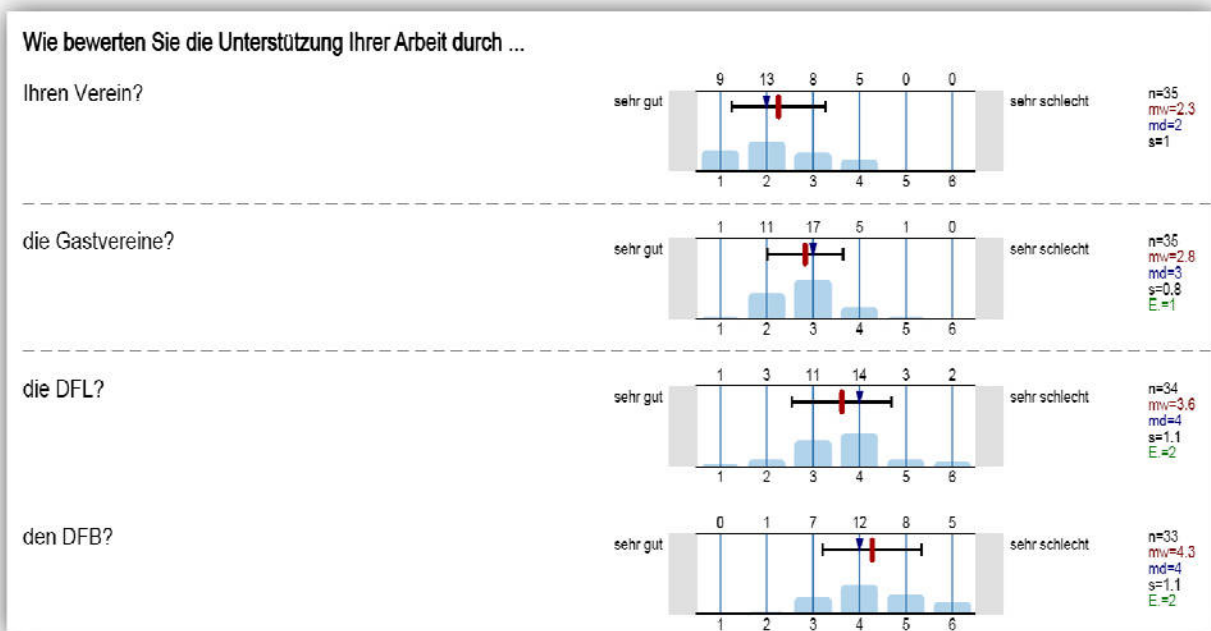 Wie bewerten Sie die Unterstützung Ihrer Arbeit durch ...
Ihren Verein?
9 13 8 5 0 0
sehr gut
sehr schlecht
1 2 3 4 5 6
n=35
mw=2.3
md=2
s=1
die Gastvereine?
1 11 17 5 1 0
sehr gut
sehr schlecht
1 2 3 4 5 6
n=35
mw=2.8
md=3
s=0.8
E.=1
die DFL?
1 3 11 14 3 2
sehr gut
sehr schlecht
1 2 3 4 5 6
n=34
mw=3.6
md=4
s=1.1
E.=2
den DFB?
0 1 7 12 8 5
sehr gut
sehr schlecht
1 2 3 4 5 6
n=33
mw=4.3
md=4
s=1.1
E.=2